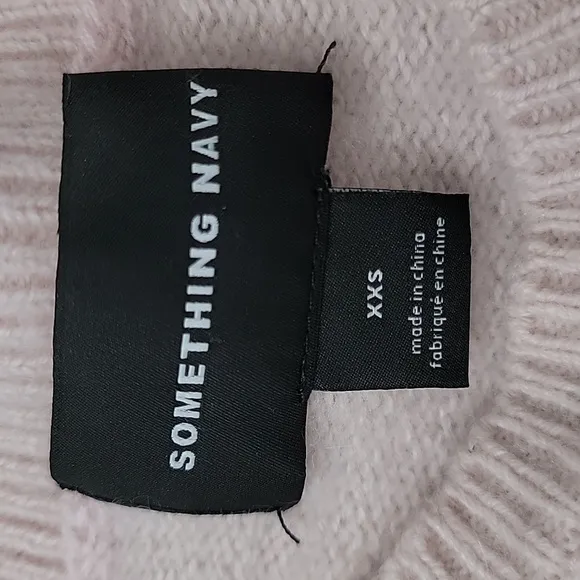 SOMETHING NAVY
XXS
made in china
fabriqué en chine